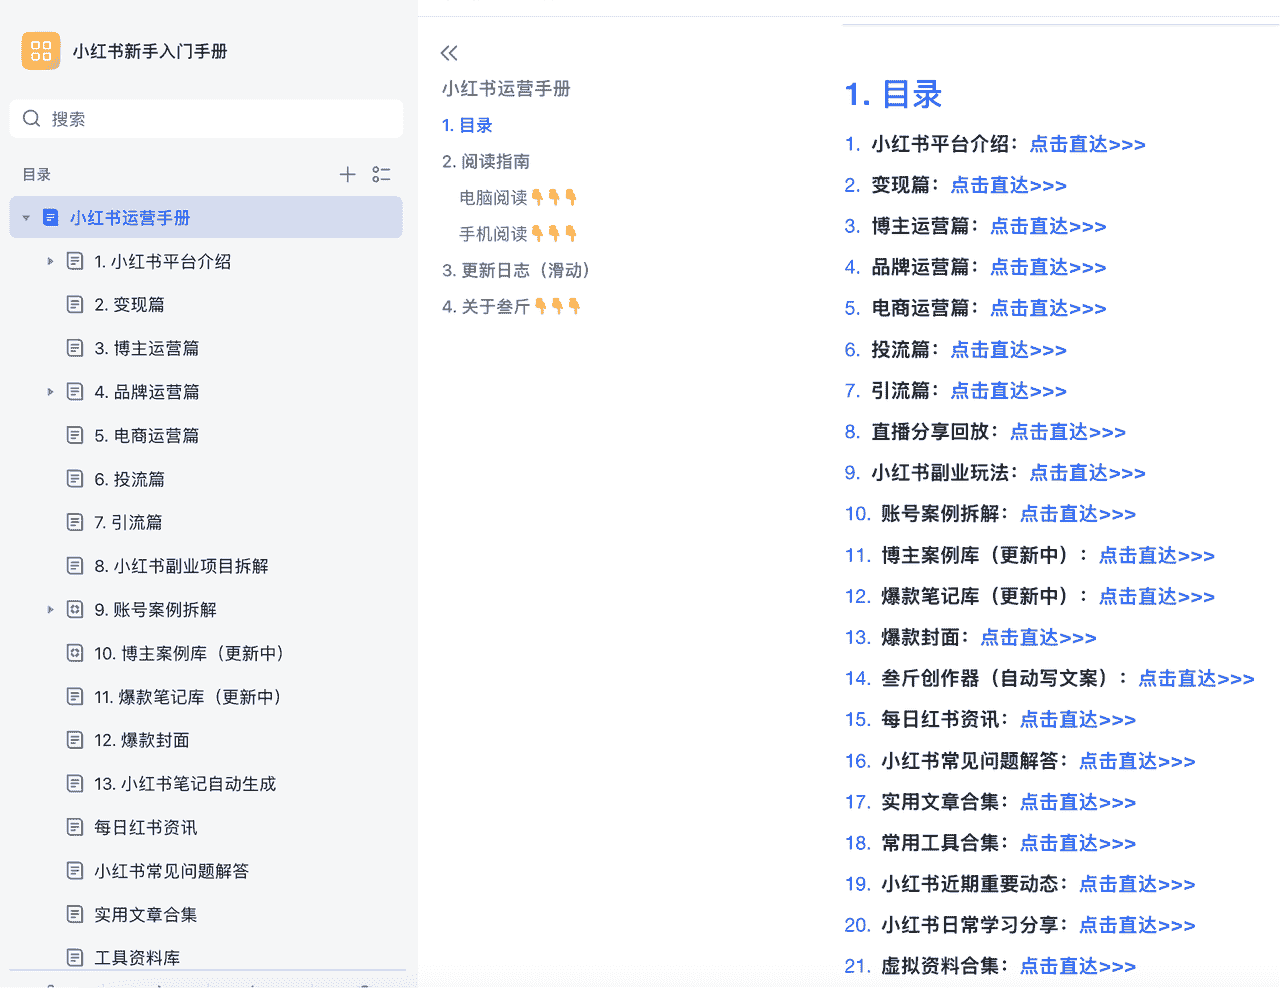 小红书新手入门手册
搜索
目录
小红书运营手册
1. 小红书平台介绍
2. 变现篇
3. 博主运营篇
4. 品牌运营篇
5. 电商运营篇
6. 投流篇
7. 引流篇
8. 小红书副业项目拆解
9. 账号案例拆解
10. 博主案例库（更新中）
11. 爆款笔记库（更新中）
12. 爆款封面
13. 小红书笔记自动生成
每日红书资讯
小红书常见问题解答
实用文章合集
工具资料库
小红书运营手册
1. 目录
2. 阅读指南
电脑阅读👇👇👇
手机阅读👇👇👇
3. 更新日志（滑动）
4. 关于叁斤👇👇👇
1. 目录
1. 小红书平台介绍：点击直达>>>
2. 变现篇：点击直达>>>
3. 博主运营篇：点击直达>>>
4. 品牌运营篇：点击直达>>>
5. 电商运营篇：点击直达>>>
6. 投流篇：点击直达>>>
7. 引流篇：点击直达>>>
8. 直播分享回放：点击直达>>>
9. 小红书副业玩法：点击直达>>>
10. 账号案例拆解：点击直达>>>
11. 博主案例库（更新中）：点击直达>>>
12. 爆款笔记库（更新中）：点击直达>>>
13. 爆款封面：点击直达>>>
14. 叁斤创作器（自动写文案）：点击直达>>>
15. 每日红书资讯：点击直达>>>
16. 小红书常见问题解答：点击直达>>>
17. 实用文章合集：点击直达>>>
18. 常用工具合集：点击直达>>>
19. 小红书近期重要动态：点击直达>>>
20. 小红书日常学习分享：点击直达>>>
21. 虚拟资料合集：点击直达>>>